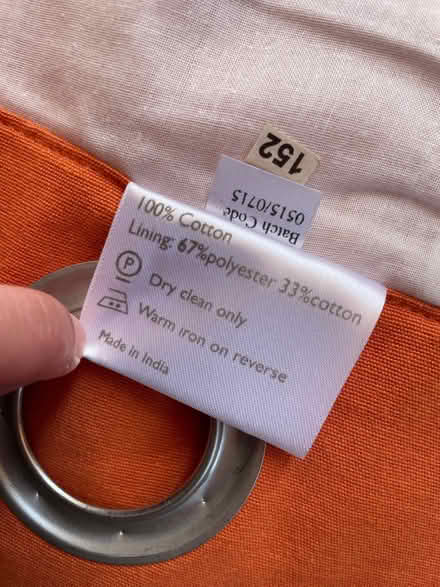 152
Batch Code
0515/0715
100% Cotton
Lining: 67%polyester 33%cotton
P
Dry clean only
Warm iron on reverse
Made in India